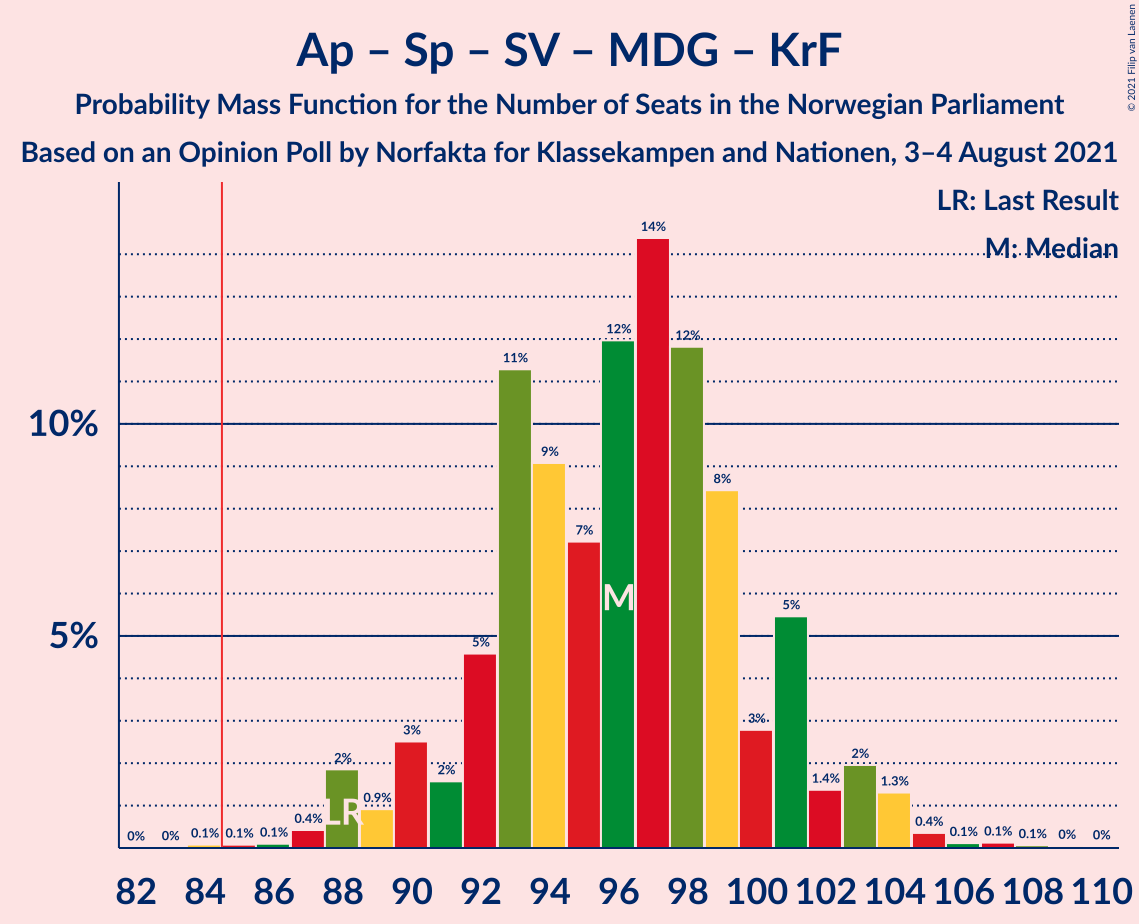 Ap – Sp – SV – MDG – KrF
Probability Mass Function for the Number of Seats in the Norwegian Parliament
Based on an Opinion Poll by Norfakta for Klassekampen and Nationen, 3–4 August 2021
© 2021 Filip van Laenen
LR: Last Result
M: Median
14%
12%
12%
11%
10%
9%
8%
7%
M
5%
5%
5%
3%
3%
2%
2%
2%
1.4%
1.3%
0.9%
LR
0.4%
0.4%
0% 0% 0.1% 0.1% 0.1% 0.1% 0.1% 0.1% 0% 0%
82 84 86 88 90 92 94 96 98 100 102 104 106 108 110